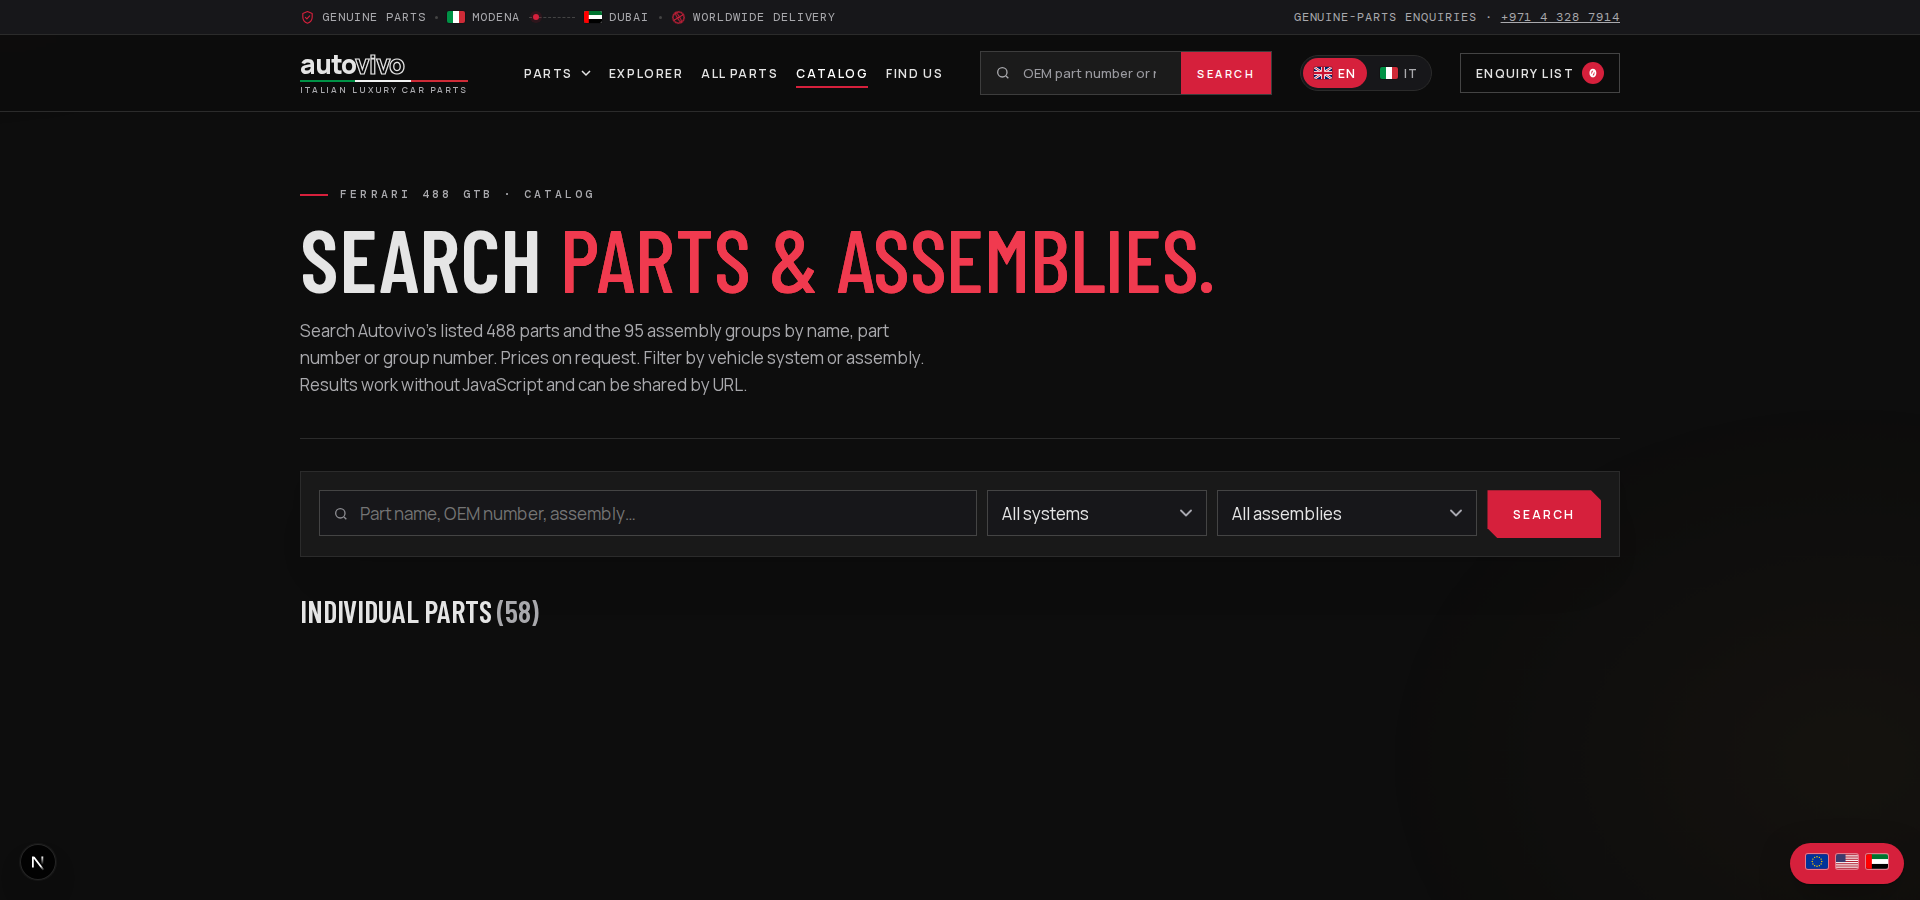 GENUINE PARTS • MODENA DUBAI • WORLDWIDE DELIVERY
GENUINE-PARTS ENQUIRIES · +971 4 328 7914
autovivo
ITALIAN LUXURY CAR PARTS
PARTS EXPLORER ALL PARTS CATALOG FIND US
OEM part number or
SEARCH
EN IT
ENQUIRY LIST 0
FERRARI 488 GTB · CATALOG
SEARCH PARTS & ASSEMBLIES.
Search Autovivo's listed 488 parts and the 95 assembly groups by name, part
number or group number. Prices on request. Filter by vehicle system or assembly.
Results work without JavaScript and can be shared by URL.
Part name, OEM number, assembly...
All systems
All assemblies
SEARCH
INDIVIDUAL PARTS (58)
N